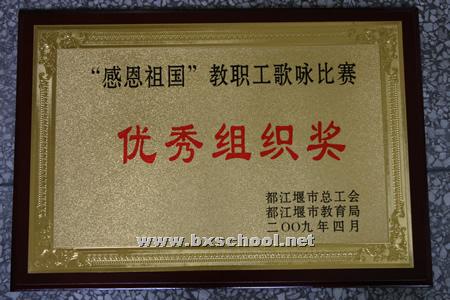 “感恩祖国”教职工歌咏比赛
优秀组织奖
都江堰市总工会
都江堰市教育局
二〇〇九年四月
www.bxschool.net